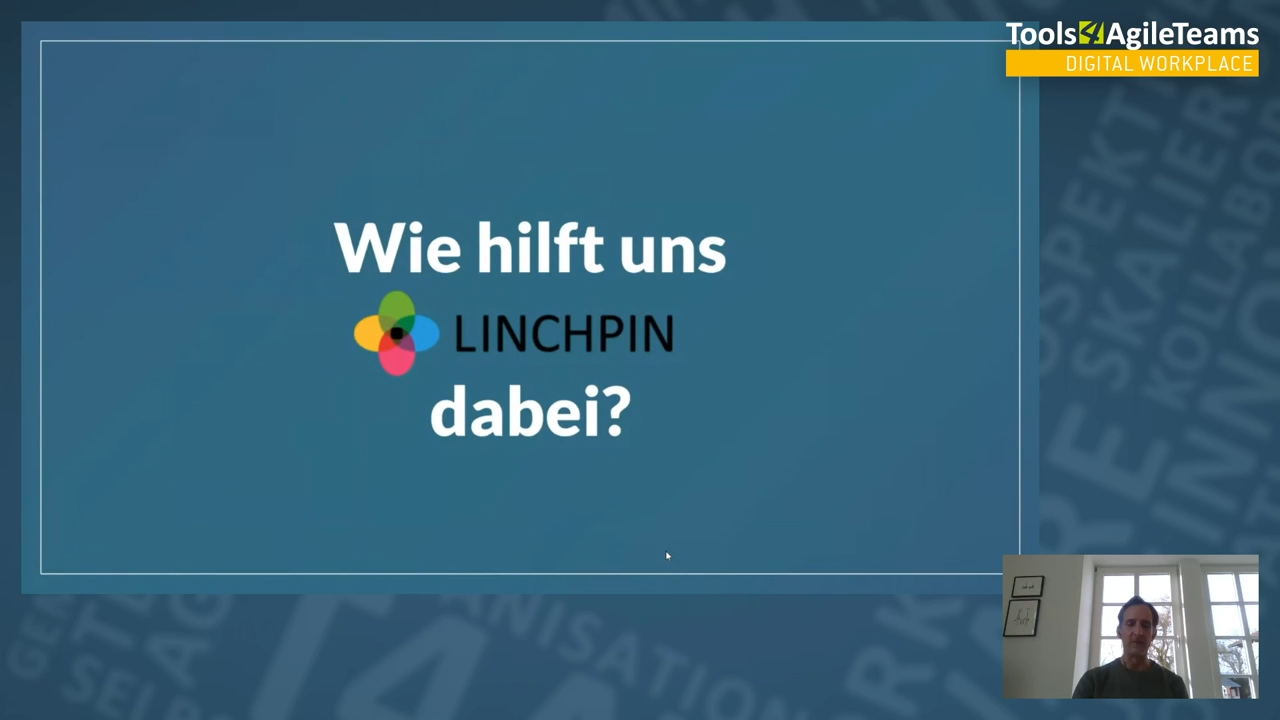 Tools4AgileTeams
DIGITAL WORKPLACE
Wie hilft uns
LINCHPIN
dabei?